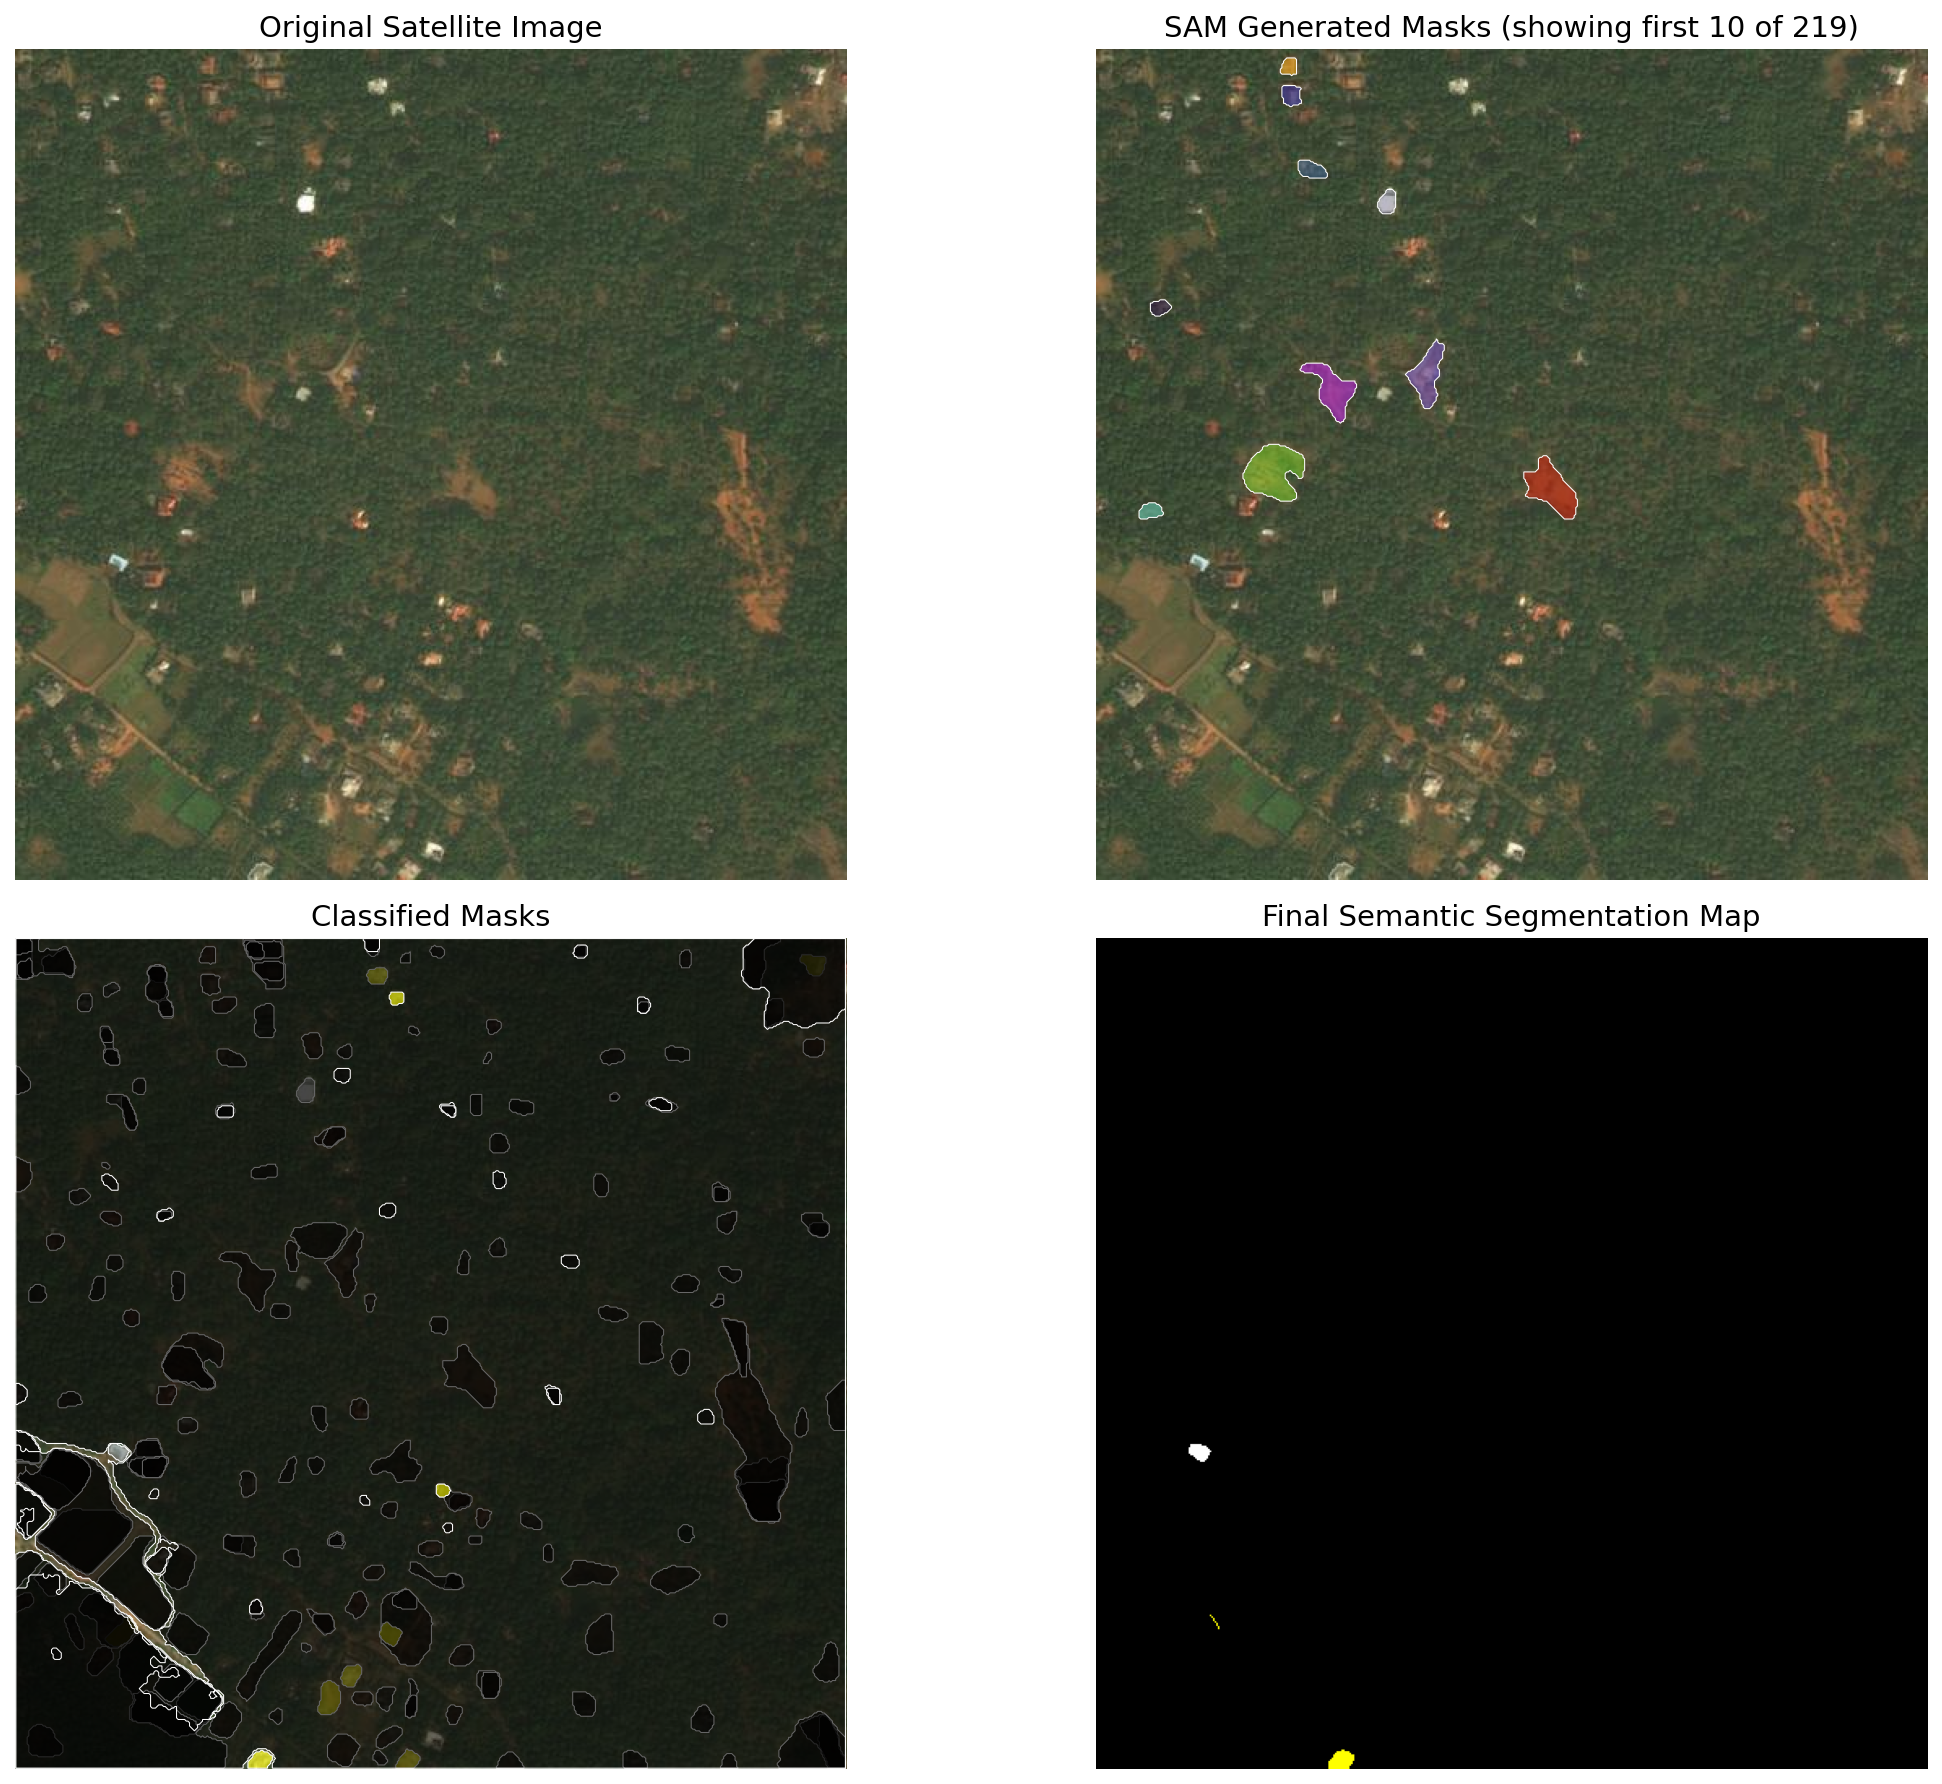 Original Satellite Image
SAM Generated Masks (showing first 10 of 219)
Classified Masks
Final Semantic Segmentation Map